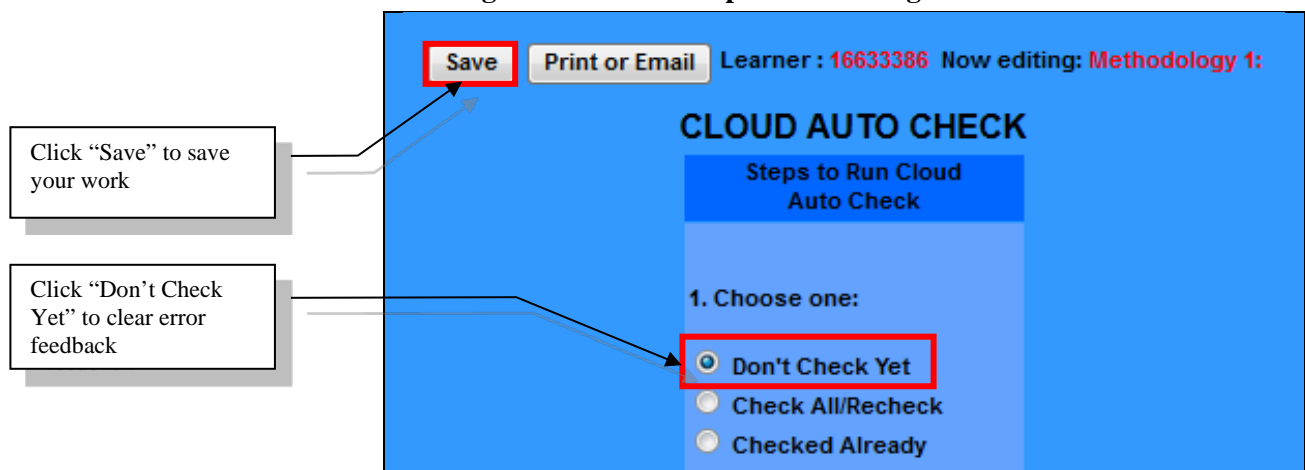 Save Print or Email Learner : 16633386 Now editing: Methodology 1:
CLOUD AUTO CHECK
Steps to Run Cloud
Auto Check
Click “Save” to save
your work
1. Choose one:
Click “Don’t Check
Yet” to clear error
feedback
Don't Check Yet
Check All/Recheck
Checked Already